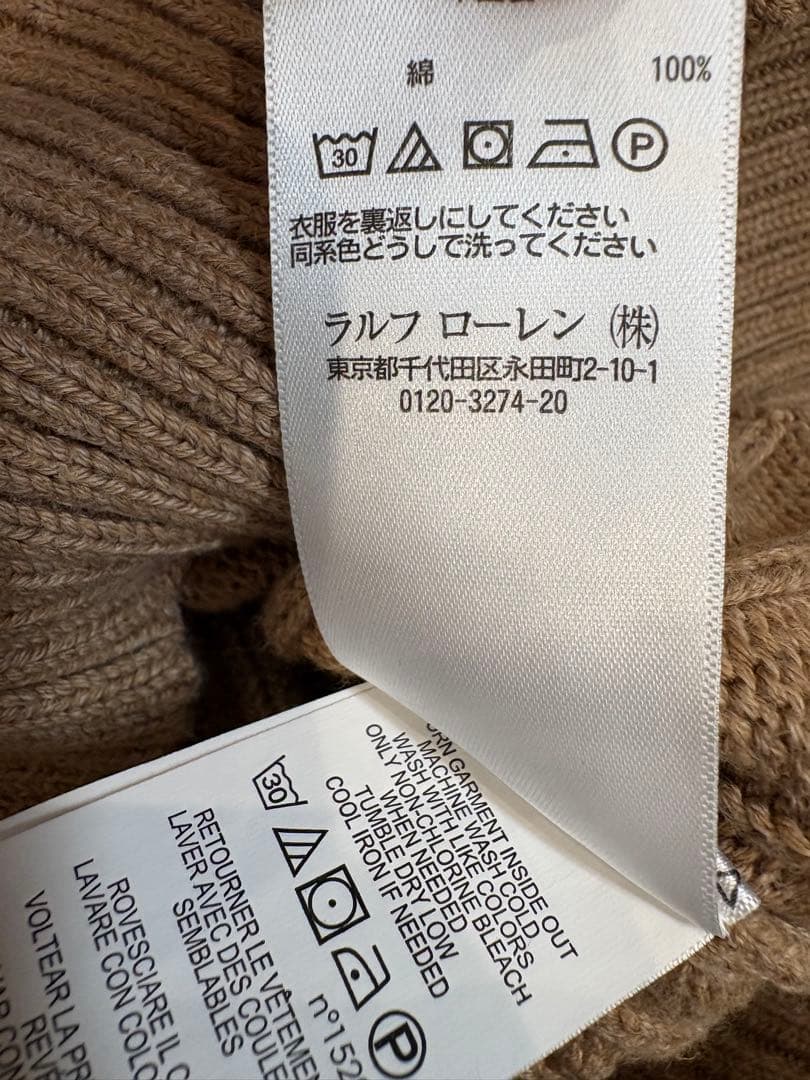 綿 100%
30 P
衣服を裏返しにしてください
同系色どうしで洗ってください
ラルフ ローレン (株)
東京都千代田区永田町2-10-1
0120-3274-20
GARMENT INSIDE OUT
MACHINE WASH COLD
WASH WITH LIKE COLORS
ONLY NON-CHLORINE BLEACH
WHEN NEEDED
TUMBLE DRY LOW
COOL IRON IF NEEDED
30 P
n°152
RETOURNER LE VÊTEMEN
LAVER AVEC DES COULE
SEMBLABLES
ROVESCIARE IL C
LAVARE CON COLO
VOLTEAR LA PR